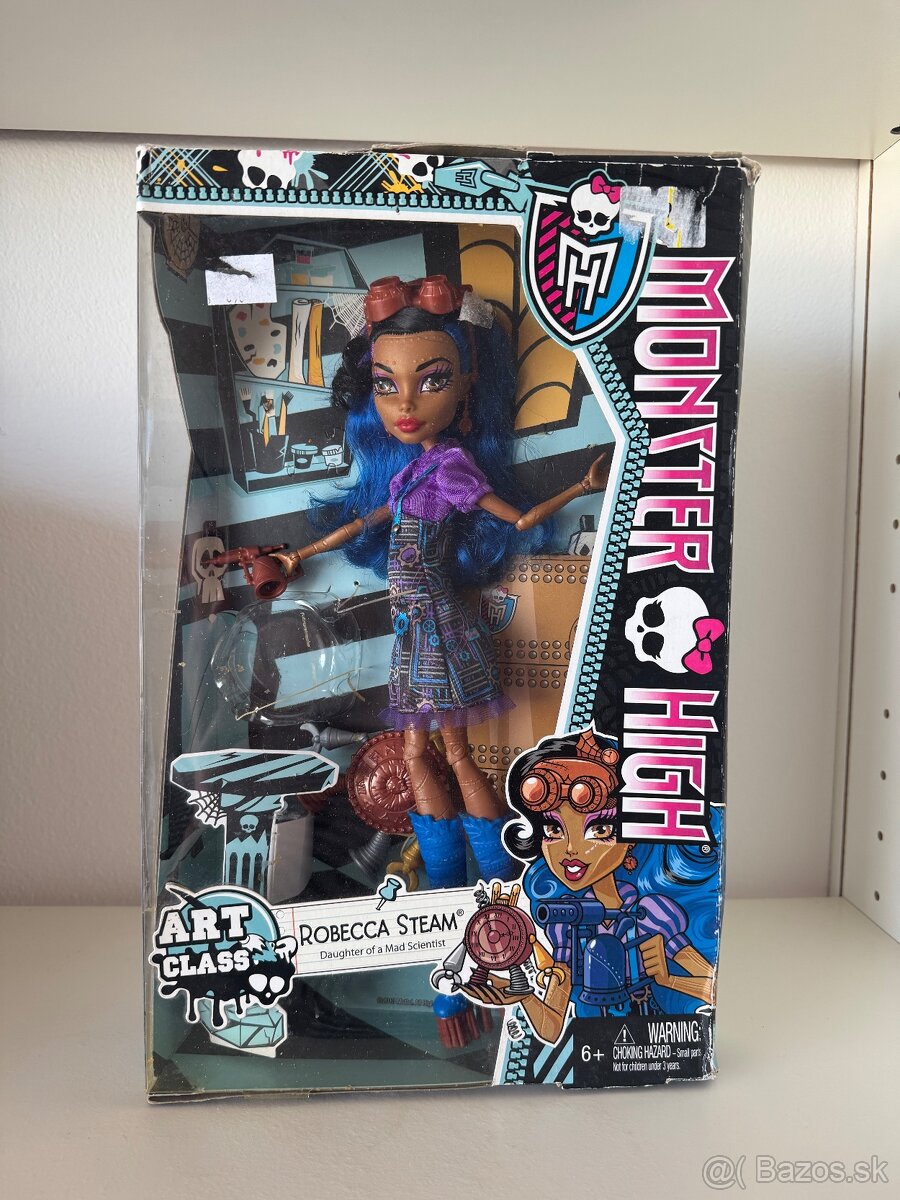 MONSTER HIGH®
ART
CLASS
ROBECCA STEAM®
Daughter of a Mad Scientist
6+
WARNING:
CHOKING HAZARD – Small parts
Not for children under 3 years.
@( Bazos.sk